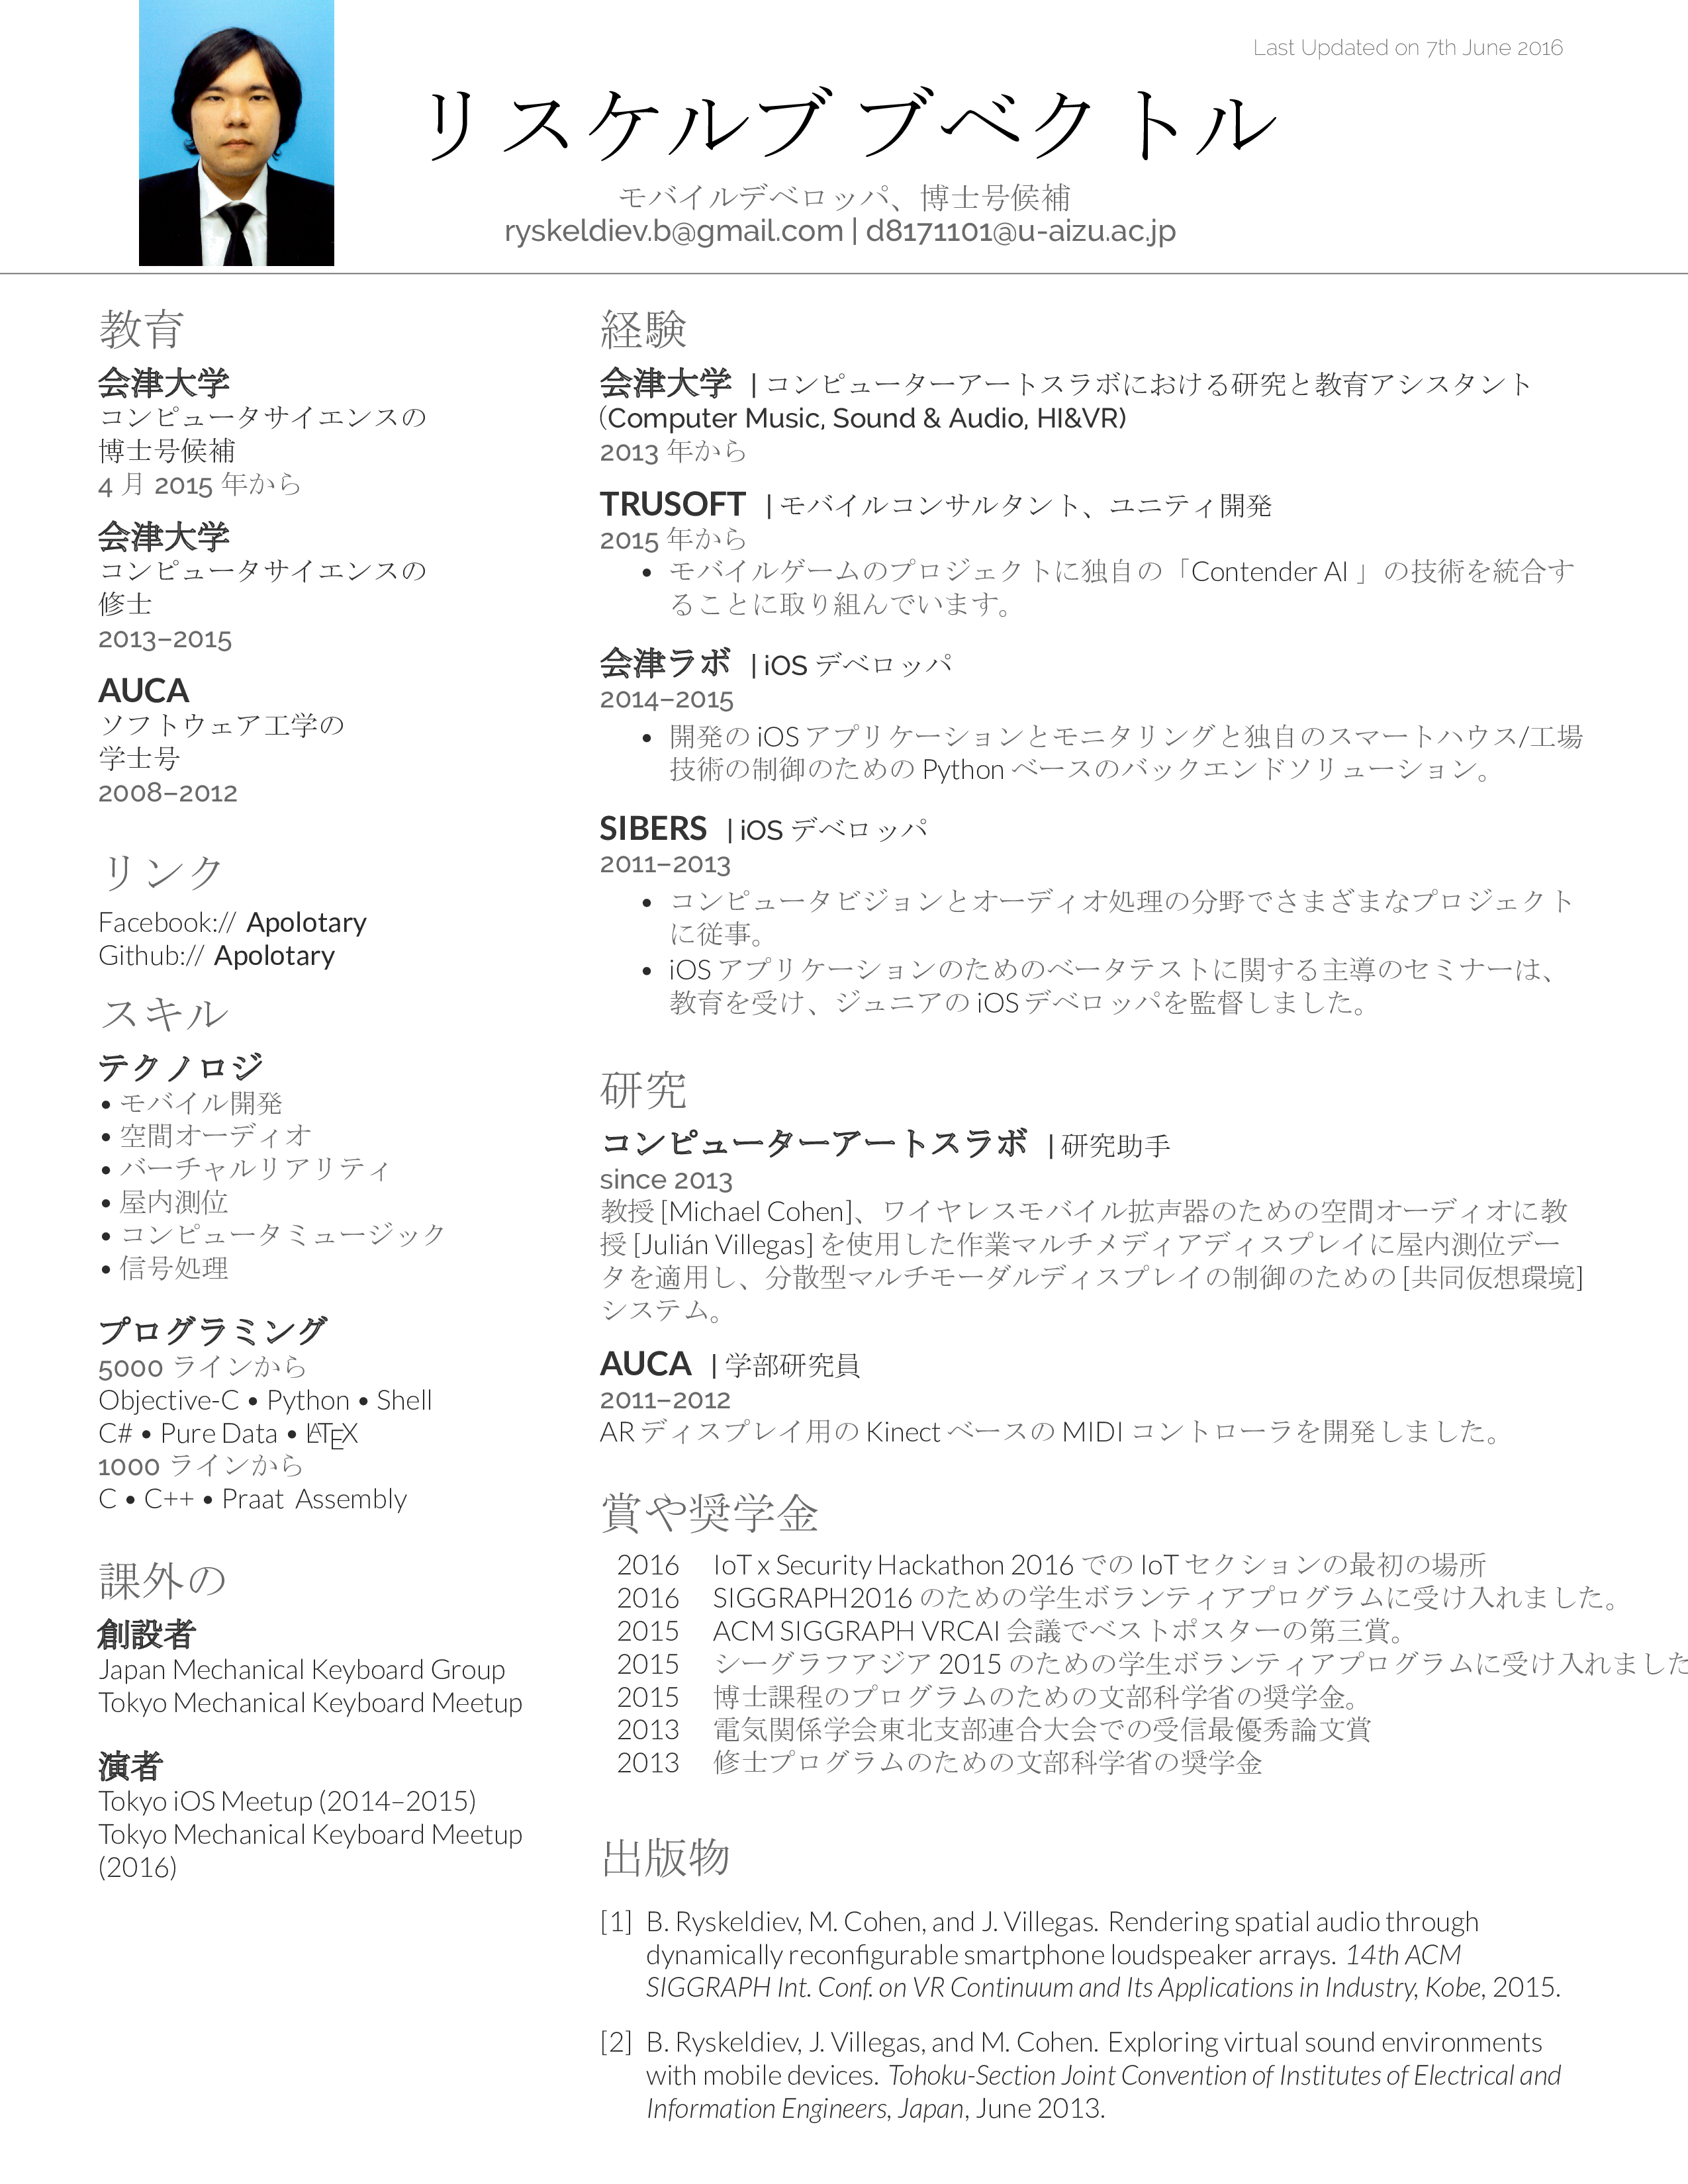 Last Updated on 7th June 2016
リスケルブ ブベクトル
モバイルデベロッパ、博士号候補
ryskeldiev.b@gmail.com | d8171101@u-aizu.ac.jp
教育
会津大学
コンピュータサイエンスの
博士号候補
4 月 2015 年から
会津大学
コンピュータサイエンスの
修士
2013–2015
AUCA
ソフトウェア工学の
学士号
2008–2012
リンク
Facebook:// Apolotary
Github:// Apolotary
スキル
テクノロジ
• モバイル開発
• 空間オーディオ
• バーチャルリアリティ
• 屋内測位
• コンピュータミュージック
• 信号処理
プログラミング
5000 ラインから
Objective-C • Python • Shell
C# • Pure Data • LATEX
1000 ラインから
C • C++ • Praat Assembly
課外の
創設者
Japan Mechanical Keyboard Group
Tokyo Mechanical Keyboard Meetup
演者
Tokyo iOS Meetup (2014–2015)
Tokyo Mechanical Keyboard Meetup
(2016)
経験
会津大学 | コンピューターアートスラボにおける研究と教育アシスタント
(Computer Music, Sound & Audio, HI&VR)
2013 年から
TRUSOFT | モバイルコンサルタント、ユニティ開発
2015 年から
• モバイルゲームのプロジェクトに独自の「Contender AI 」の技術を統合す
ることに取り組んでいます。
会津ラボ | iOS デベロッパ
2014–2015
• 開発の iOS アプリケーションとモニタリングと独自のスマートハウス/工場
技術の制御のための Python ベースのバックエンドソリューション。
SIBERS | iOS デベロッパ
2011–2013
• コンピュータビジョンとオーディオ処理の分野でさまざまなプロジェクト
に従事。
• iOS アプリケーションのためのベータテストに関する主導のセミナーは、
教育を受け、ジュニアの iOS デベロッパを監督しました。
研究
コンピューターアートスラボ | 研究助手
since 2013
教授 [Michael Cohen]、ワイヤレスモバイル拡声器のための空間オーディオに教
授 [Julián Villegas] を使用した作業マルチメディアディスプレイに屋内測位デー
タを適用し、分散型マルチモーダルディスプレイの制御のための [共同仮想環境]
システム。
AUCA | 学部研究員
2011–2012
AR ディスプレイ用の Kinect ベースの MIDI コントローラを開発しました。
賞や奨学金
2016 IoT x Security Hackathon 2016 での IoT セクションの最初の場所
2016 SIGGRAPH2016 のための学生ボランティアプログラムに受け入れました。
2015 ACM SIGGRAPH VRCAI 会議でベストポスターの第三賞。
2015 シーグラフアジア 2015 のための学生ボランティアプログラムに受け入れました
2015 博士課程のプログラムのための文部科学省の奨学金。
2013 電気関係学会東北支部連合大会での受信最優秀論文賞
2013 修士プログラムのための文部科学省の奨学金
出版物
[1] B. Ryskeldiev, M. Cohen, and J. Villegas. Rendering spatial audio through
dynamically reconfigurable smartphone loudspeaker arrays. 14th ACM
SIGGRAPH Int. Conf. on VR Continuum and Its Applications in Industry, Kobe, 2015.
[2] B. Ryskeldiev, J. Villegas, and M. Cohen. Exploring virtual sound environments
with mobile devices. Tohoku-Section Joint Convention of Institutes of Electrical and
Information Engineers, Japan, June 2013.